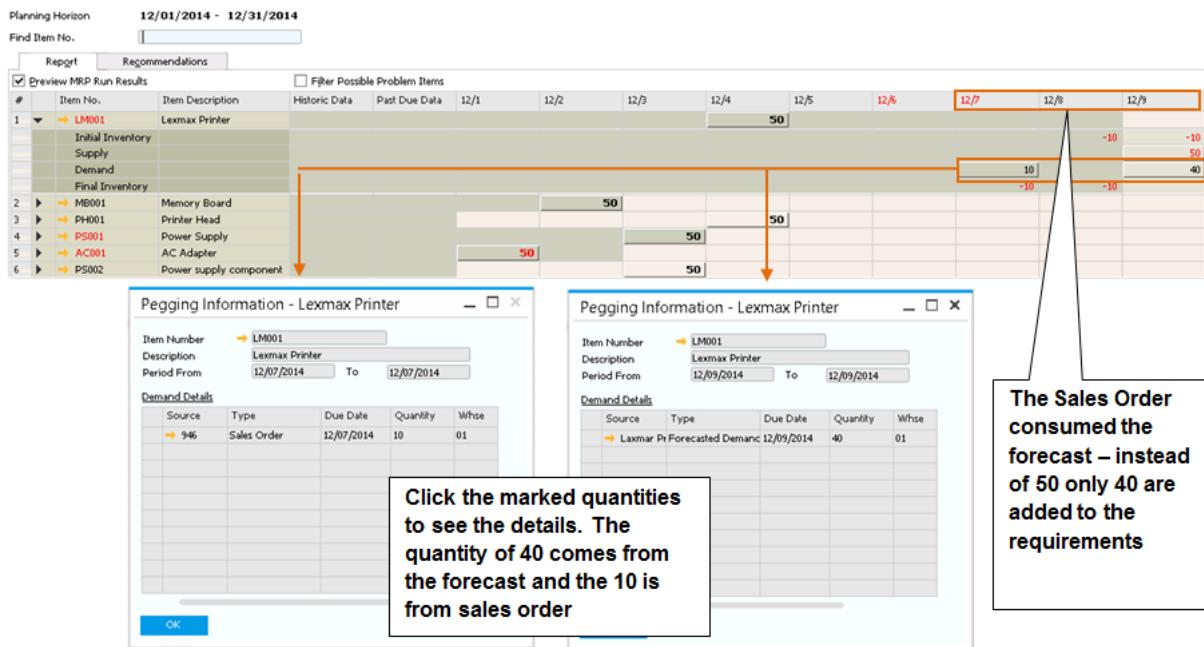 Planning Horizon 12/01/2014 - 12/31/2014
Find Item No.
Report Recommendations
Preview MRP Run Results Filter Possible Problem Items
# Item No. Item Description Historic Data Past Due Data 12/1 12/2 12/3 12/4 12/5 12/6 12/7 12/8 12/9
1 LM001 Lexmax Printer 50
Initial Inventory -10 -10
Supply 50
Demand 10 40
Final Inventory -10 -10
2 MB001 Memory Board 50
3 PH001 Printer Head 50
4 PS001 Power Supply 50
5 AC001 AC Adapter 50
6 PS002 Power supply component 50
Pegging Information - Lexmax Printer
Item Number LM001
Description Lexmax Printer
Period From 12/07/2014 To 12/07/2014
Demand Details
Source Type Due Date Quantity Whse
946 Sales Order 12/07/2014 10 01
OK
Pegging Information - Lexmax Printer
Item Number LM001
Description Lexmax Printer
Period From 12/09/2014 To 12/09/2014
Demand Details
Source Type Due Date Quantity Whse
Laxmar Pr Forecasted Demanc 12/09/2014 40 01
Click the marked quantities
to see the details. The
quantity of 40 comes from
the forecast and the 10 is
from sales order
The Sales Order
consumed the
forecast – instead
of 50 only 40 are
added to the
requirements